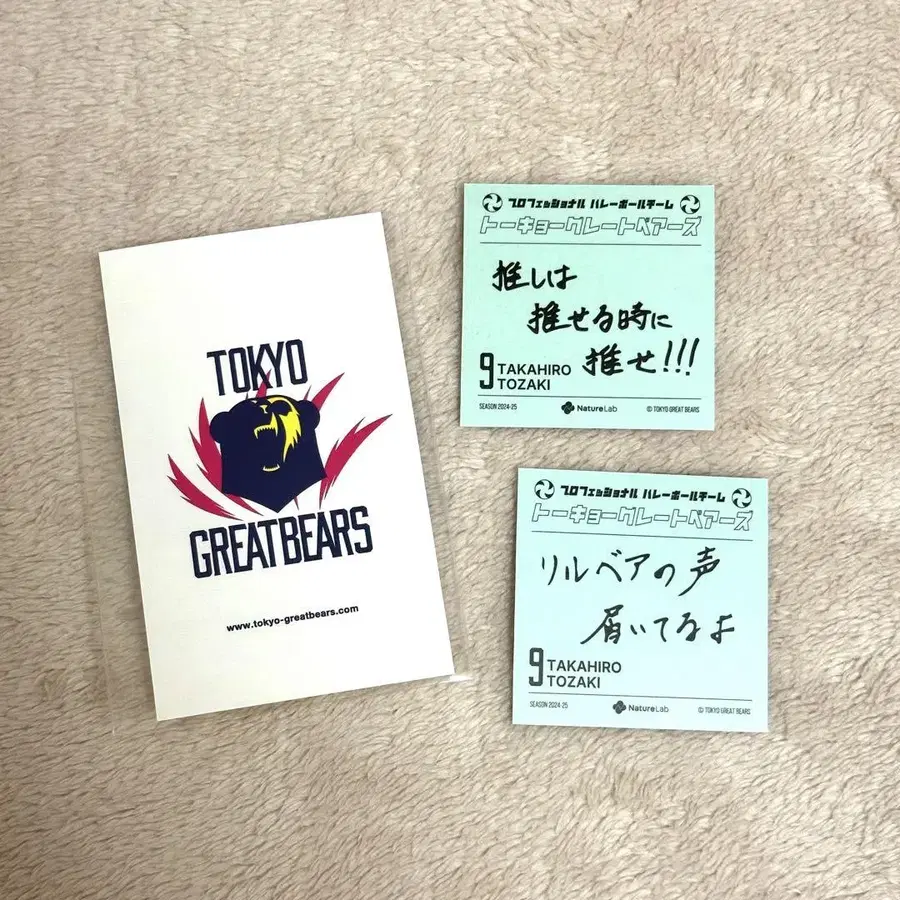 TOKYO
GREATBEARS
www.tokyo-greatbears.com
プロフェッショナル バレーボールチーム
トーキョーグレートベアーズ
推しは
推せる時に
推せ!!!
9 TAKAHIRO
TOZAKI
SEASON 2024-25 NatureLab © TOKYO GREAT BEARS
プロフェッショナル バレーボールチーム
トーキョーグレートベアーズ
リルベアの声
届いてるよ
9 TAKAHIRO
TOZAKI
SEASON 2024-25 NatureLab © TOKYO GREAT BEARS